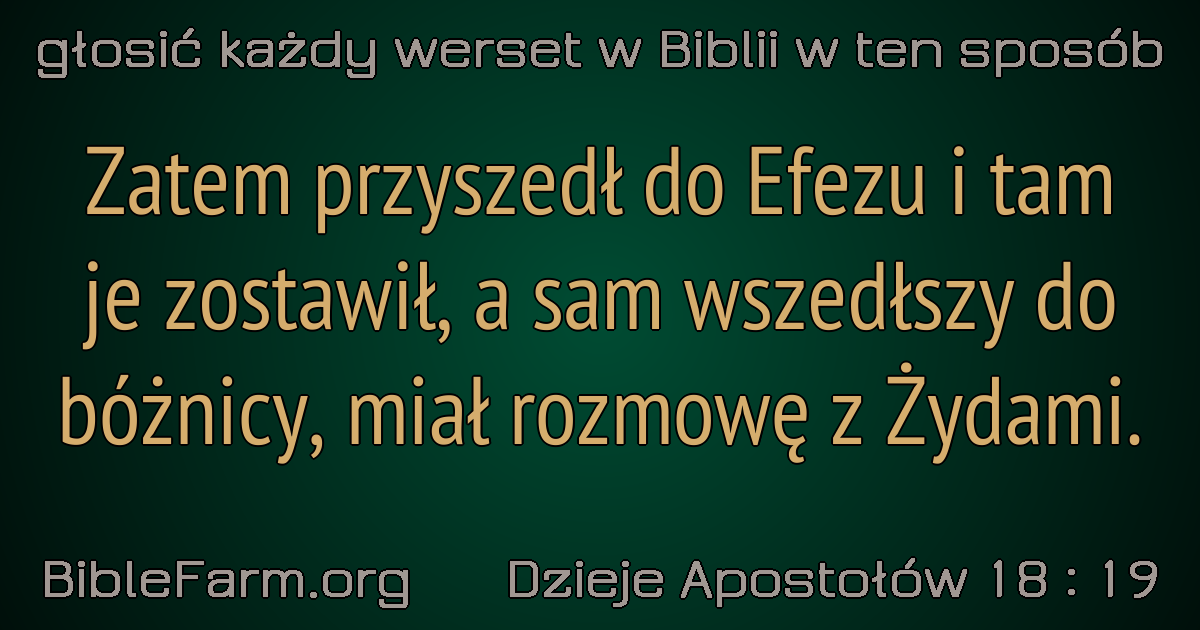 głosić każdy werset w Biblii w ten sposób
Zatem przyszedł do Efezu i tam
je zostawił, a sam wszedłszy do
bóżnicy, miał rozmowę z Żydami.
BibleFarm.org
Dzieje Apostołów 18 : 19